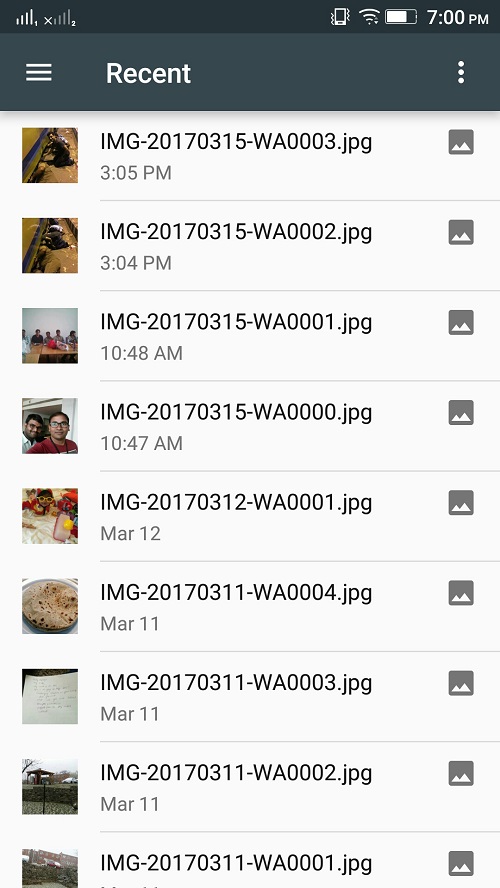 1 2 7:00 PM
Recent
IMG-20170315-WA0003.jpg
3:05 PM
IMG-20170315-WA0002.jpg
3:04 PM
IMG-20170315-WA0001.jpg
10:48 AM
IMG-20170315-WA0000.jpg
10:47 AM
IMG-20170312-WA0001.jpg
Mar 12
IMG-20170311-WA0004.jpg
Mar 11
IMG-20170311-WA0003.jpg
Mar 11
IMG-20170311-WA0002.jpg
Mar 11
IMG-20170311-WA0001.jpg